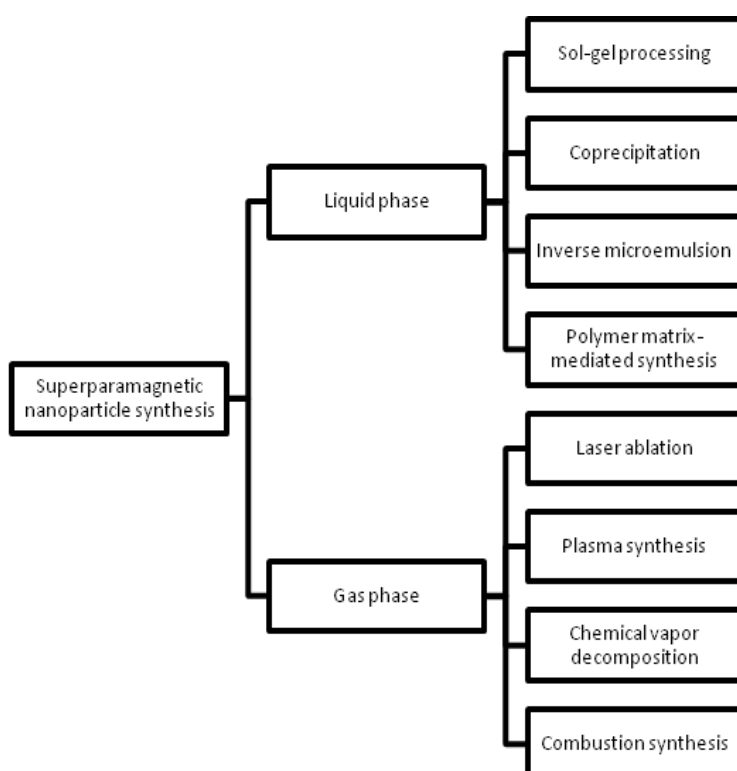 Sol-gel processing
Coprecipitation
Liquid phase
Inverse microemulsion
Polymer matrix-
mediated synthesis
Superparamagnetic
nanoparticle synthesis
Laser ablation
Plasma synthesis
Gas phase
Chemical vapor
decomposition
Combustion synthesis